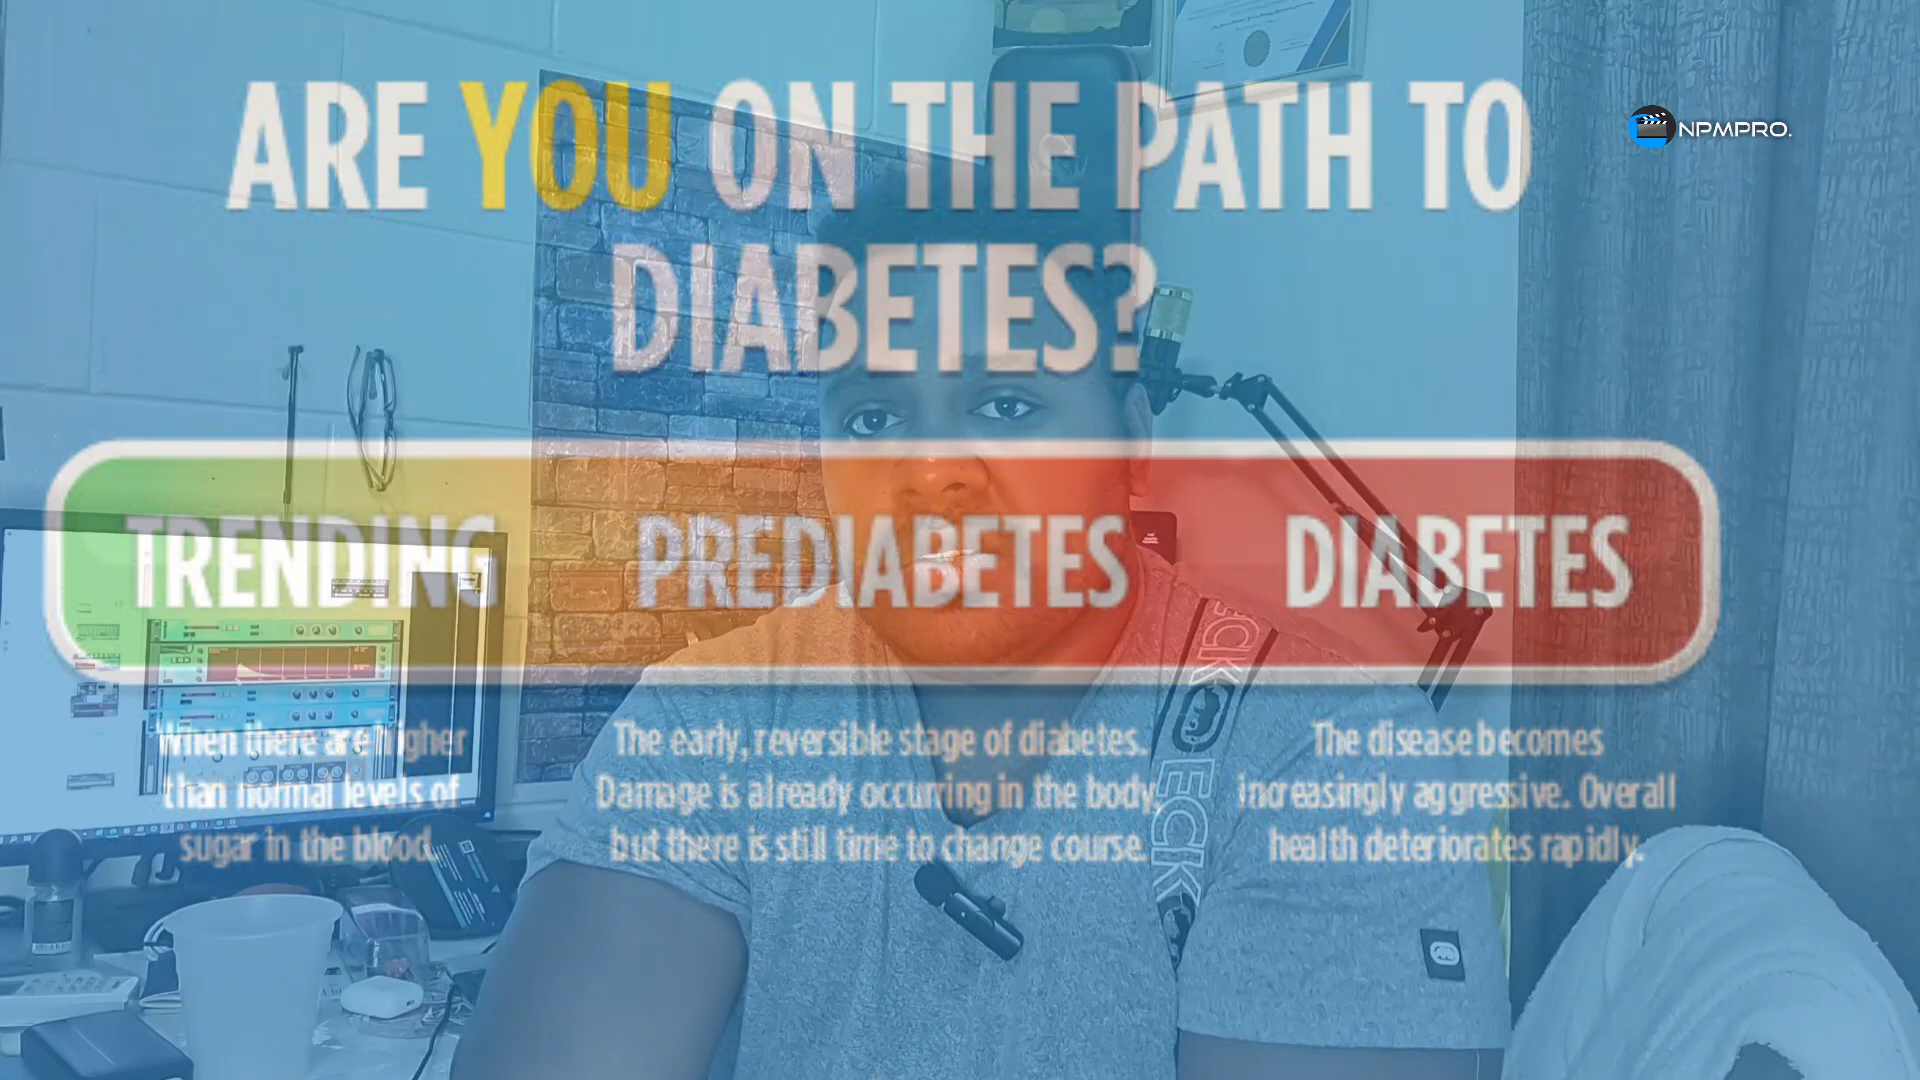 ARE YOU ON THE PATH TO
NPMPRO.
DIABETES?
TRENDING
PREDIABETES
DIABETES
When there are higher
than normal levels of
sugar in the blood.
The early, reversible stage of diabetes.
Damage is already occurring in the body,
but there is still time to change course.
The disease becomes
increasingly aggressive. Overall
health deteriorates rapidly.
ECKO
ECKO